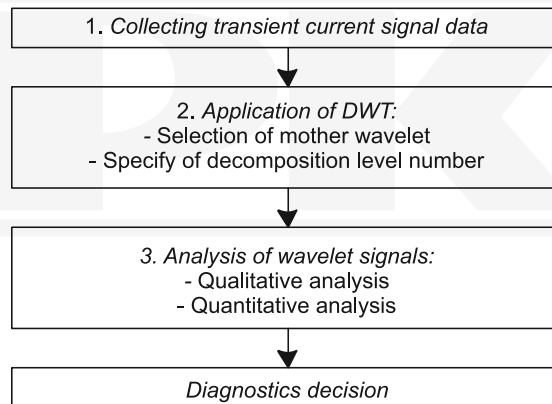 1. Collecting transient current signal data
2. Application of DWT:
- Selection of mother wavelet
- Specify of decomposition level number
3. Analysis of wavelet signals:
- Qualitative analysis
- Quantitative analysis
Diagnostics decision